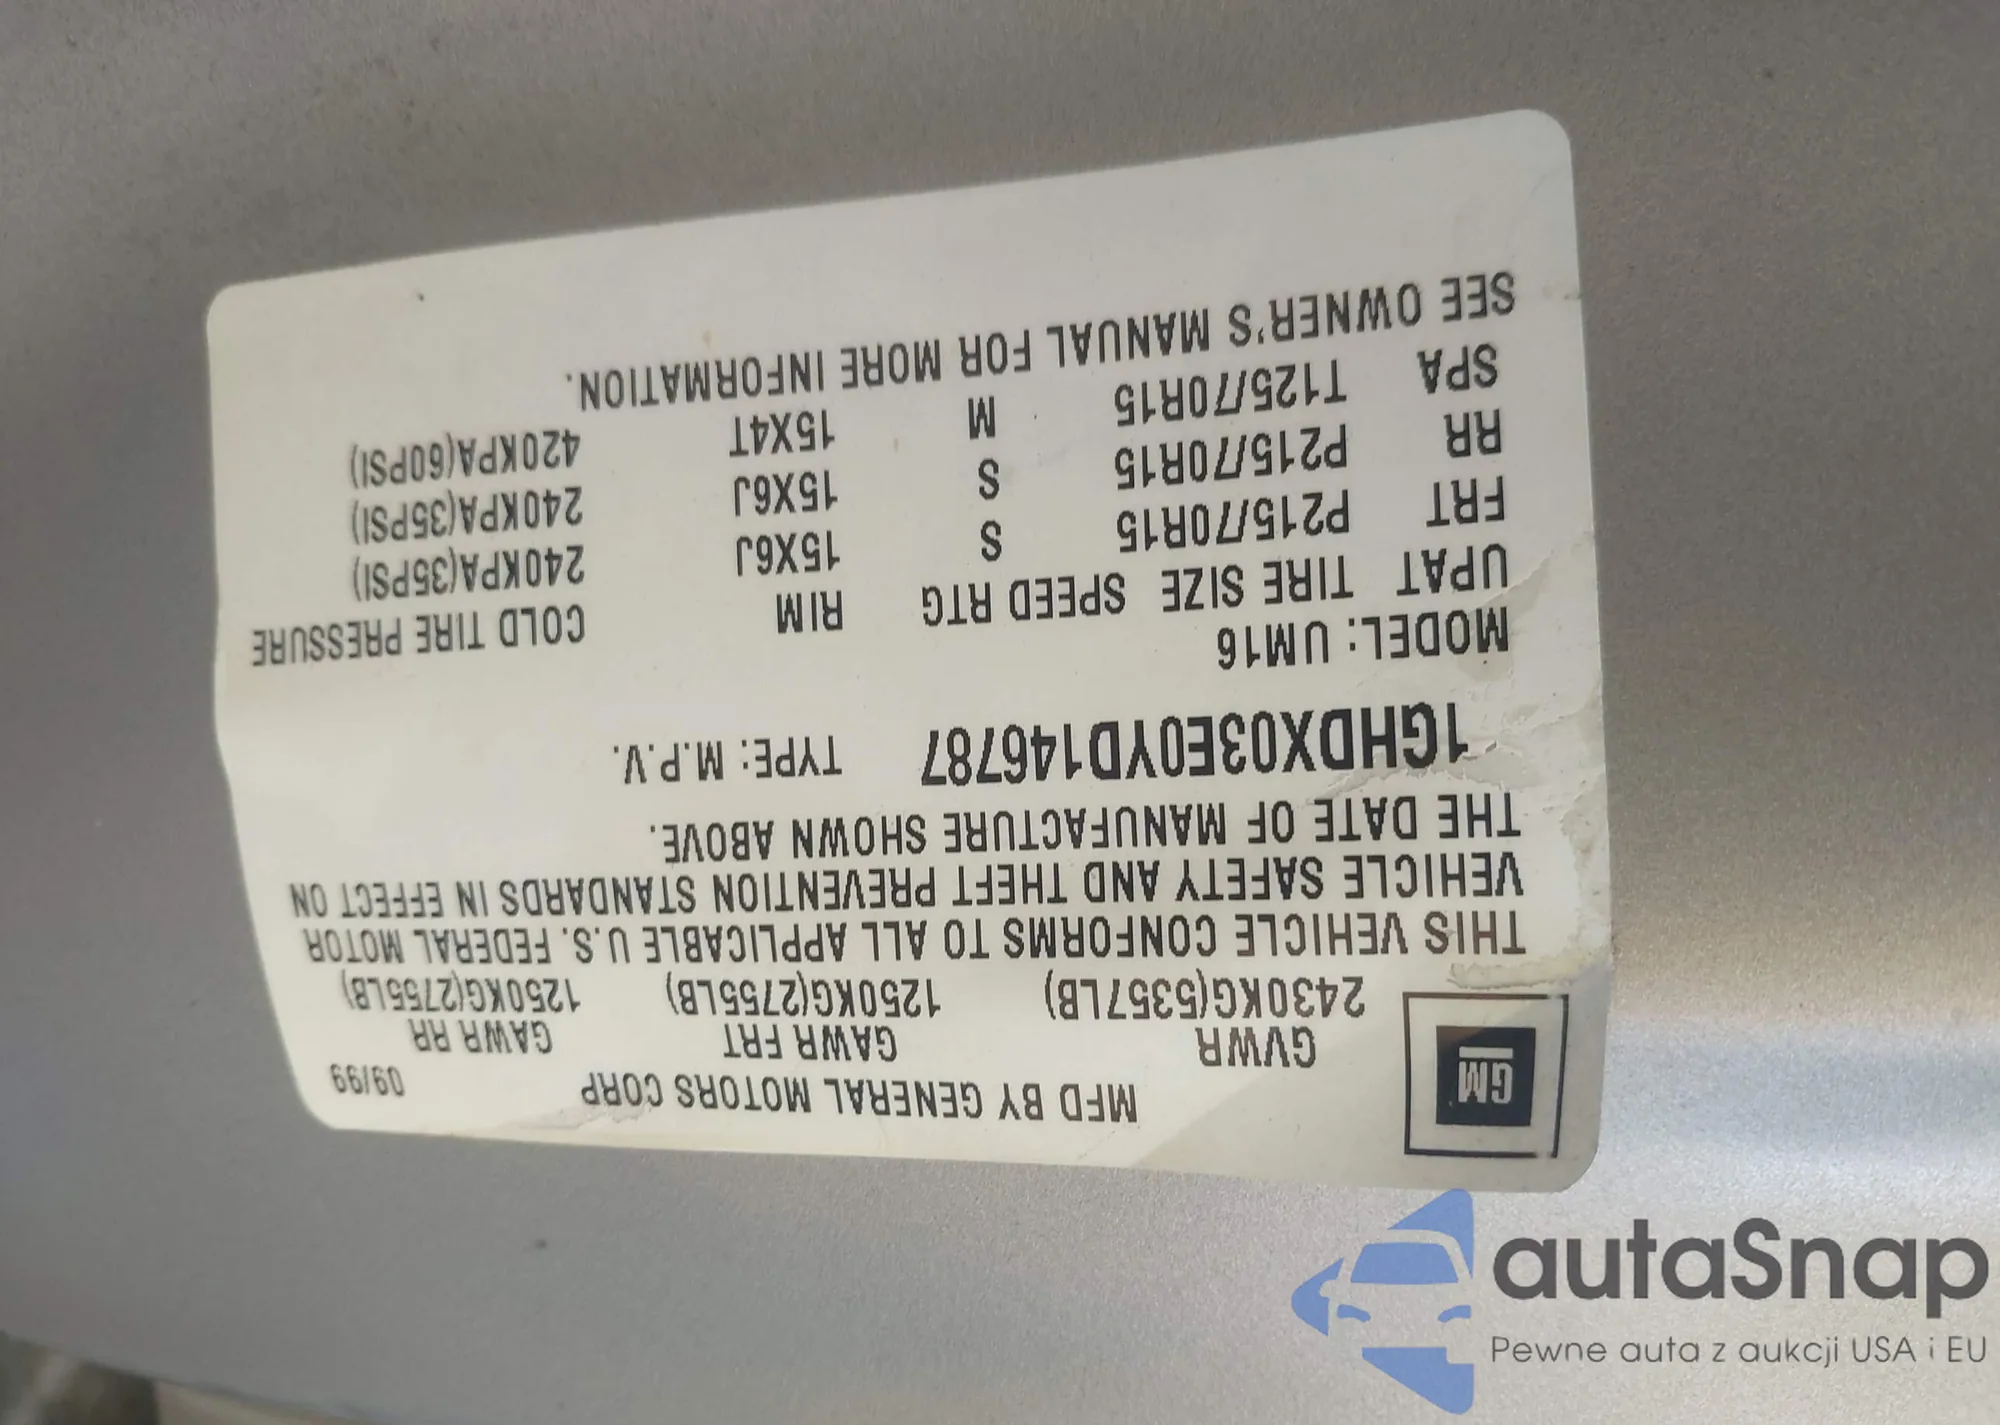 MFD BY GENERAL MOTORS CORP 09/99
GM
GVWR GAWR FRT GAWR RR
2430KG(5357LB) 1250KG(2755LB) 1250KG(2755LB)
THIS VEHICLE CONFORMS TO ALL APPLICABLE U.S. FEDERAL MOTOR
VEHICLE SAFETY AND THEFT PREVENTION STANDARDS IN EFFECT ON
THE DATE OF MANUFACTURE SHOWN ABOVE.
1GHDX03E0YD146787 TYPE: M.P.V.
MODEL: UM16
UPAT TIRE SIZE SPEED RTG RIM COLD TIRE PRESSURE
FRT P215/70R15 S 15X6J 240KPA(35PSI)
RR P215/70R15 S 15X6J 240KPA(35PSI)
SPA T125/70R15 M 15X4T 420KPA(60PSI)
SEE OWNER'S MANUAL FOR MORE INFORMATION.
autaSnap
Pewne auta z aukcji USA i EU